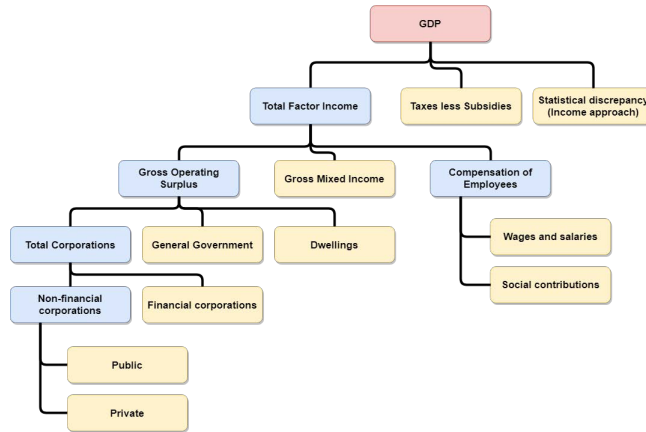 GDP
Total Factor Income
Taxes less Subsidies
Statistical discrepancy
(Income approach)
Gross Operating
Surplus
Gross Mixed Income
Compensation of
Employees
Total Corporations
General Government
Dwellings
Wages and salaries
Social contributions
Non-financial
corporations
Financial corporations
Public
Private